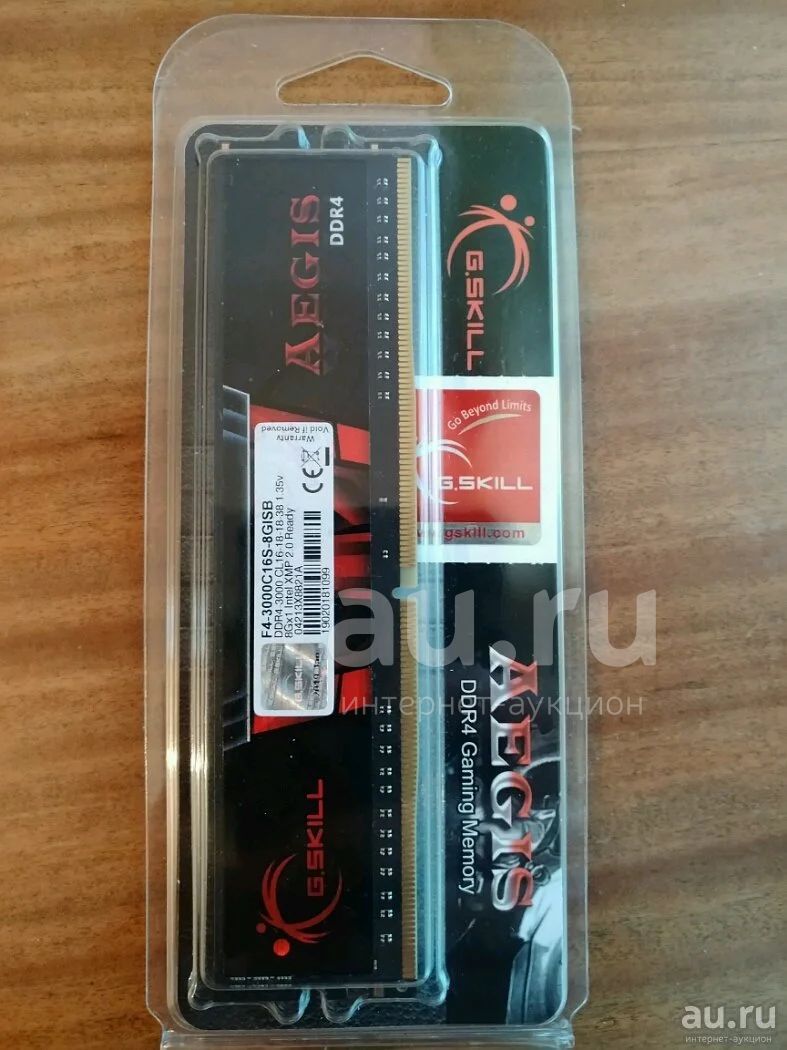 AEGIS
DDR4
Warranty
Void if Removed
F4-3000C16S-8GISB
DDR4-3000 CL16-18-18-38 1.35v
8Gx1 Intel XMP 2.0 Ready
04213X8821A
19020181099
G.SKILL
G.SKILL
G.SKILL
Go Beyond Limits
G.SKILL
www.gskill.com
AEGIS
DDR4 Gaming Memory
au.ru
интернет-аукцион
au.ru
интернет-аукцион